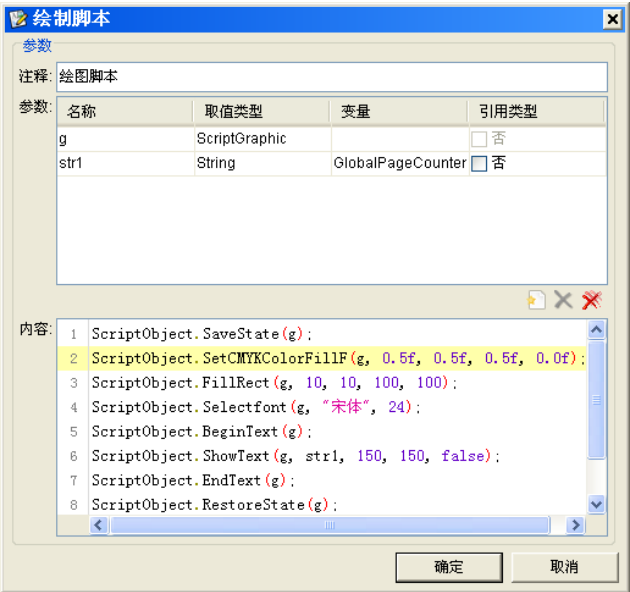 绘制脚本
参数
注释: 绘图脚本
参数: 名称 取值类型 变量 引用类型
g ScriptGraphic 否
str1 String GlobalPageCounter 否
内容:
1 ScriptObject.SaveState(g);
2 ScriptObject.SetCMYKColorFillF(g, 0.5f, 0.5f, 0.5f, 0.0f);
3 ScriptObject.FillRect(g, 10, 10, 100, 100);
4 ScriptObject.Selectfont(g, "宋体", 24);
5 ScriptObject.BeginText(g);
6 ScriptObject.ShowText(g, str1, 150, 150, false);
7 ScriptObject.EndText(g);
8 ScriptObject.RestoreState(g);
确定 取消